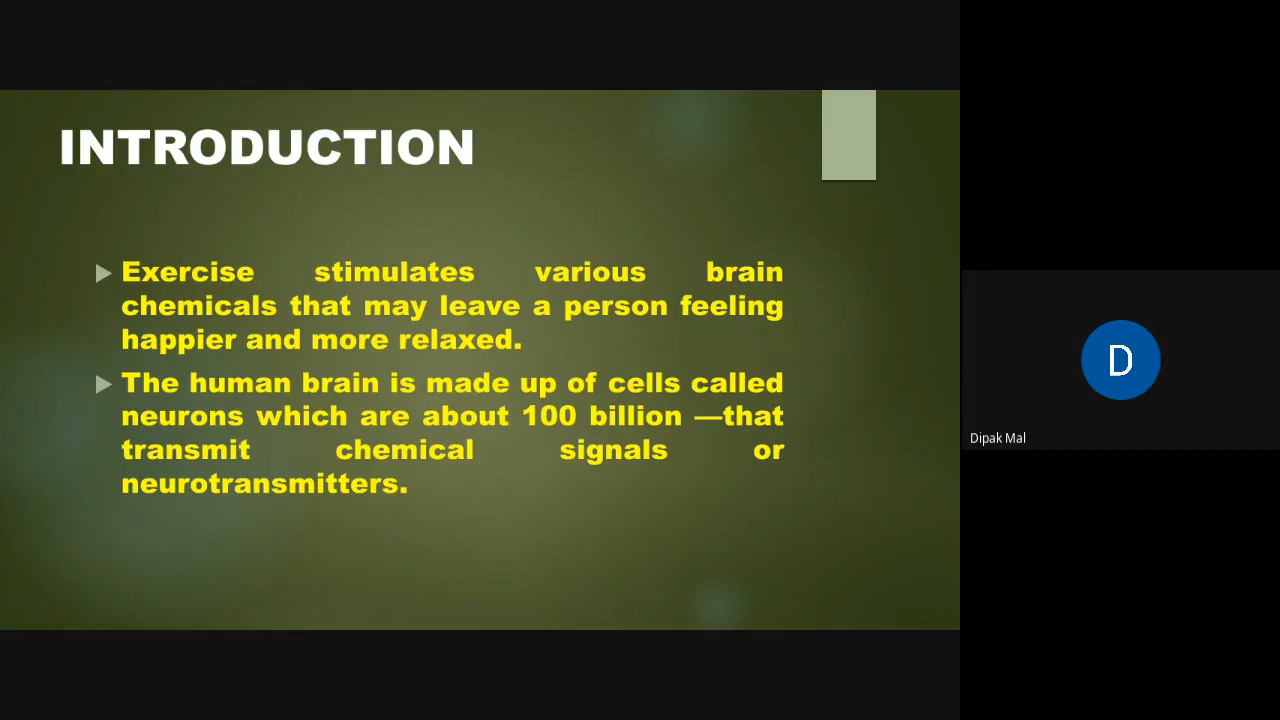 INTRODUCTION
Exercise stimulates various brain
chemicals that may leave a person feeling
happier and more relaxed.
The human brain is made up of cells called
neurons which are about 100 billion —that
transmit chemical signals or
neurotransmitters.
D
Dipak Mal